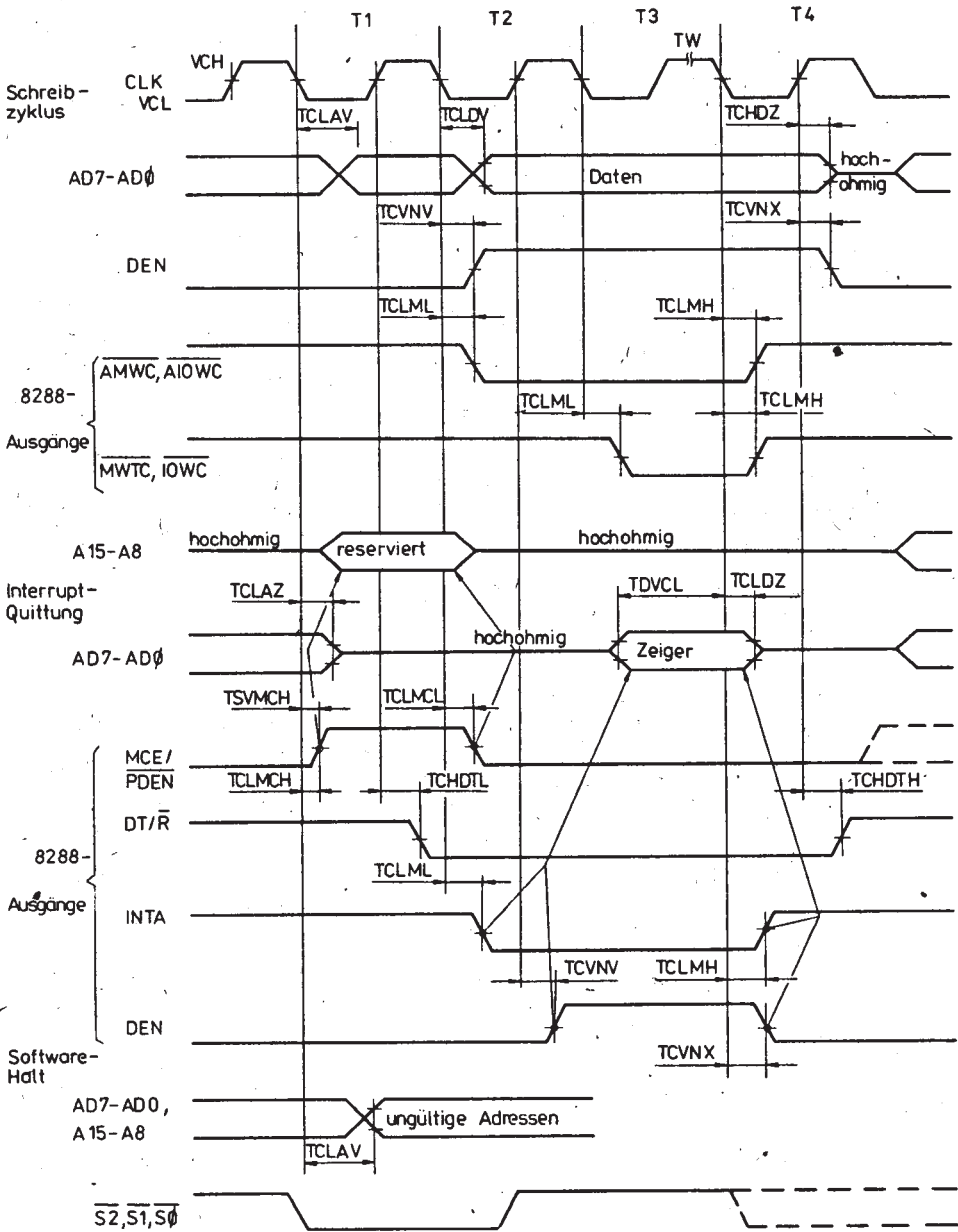 T1 T2 T3 T4
TW
VCH
CLK
VCL
Schreib-
zyklus
TCLAV TCLDV TCHDZ
AD7-ADØ
Daten
hoch-
ohmig
TCVNV TCVNX
DEN
TCLML TCLMH
AMWC, AIOWC
8288-
TCLML TCLMH
Ausgänge
MWTC, IOWC
hochohmig
A15-A8
reserviert
hochohmig
Interrupt-
Quittung
TCLAZ TDVCL TCLDZ
hochohmig
AD7-ADØ
Zeiger
TSVMCH TCLMCL
MCE/
PDEN
TCLMCH TCHDTL TCHDTH
DT/R
8288-
TCLML
Ausgänge
INTA
TCVNV TCLMH
DEN
TCVNX
Software-
Halt
AD7-AD0,
A15-A8
ungültige Adressen
TCLAV
S2,S1,SØ